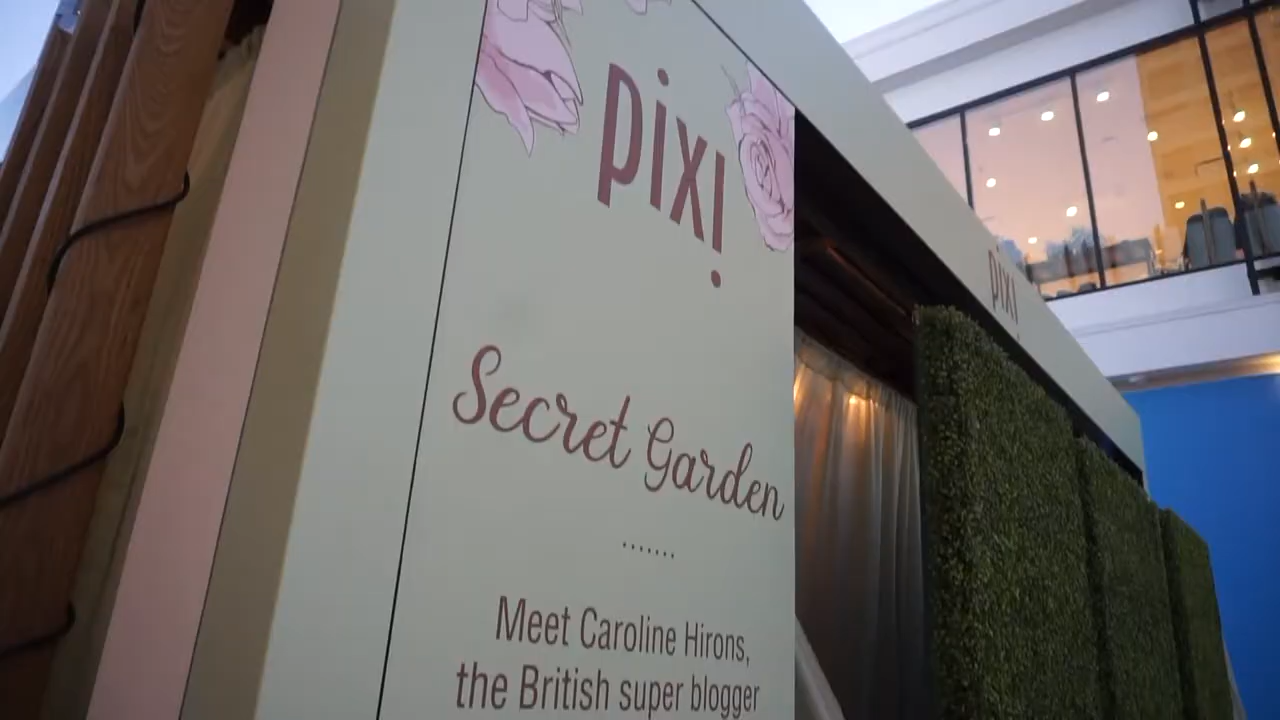 pixi
Secret Garden
.......
Meet Caroline Hirons,
the British super blogger
pixi